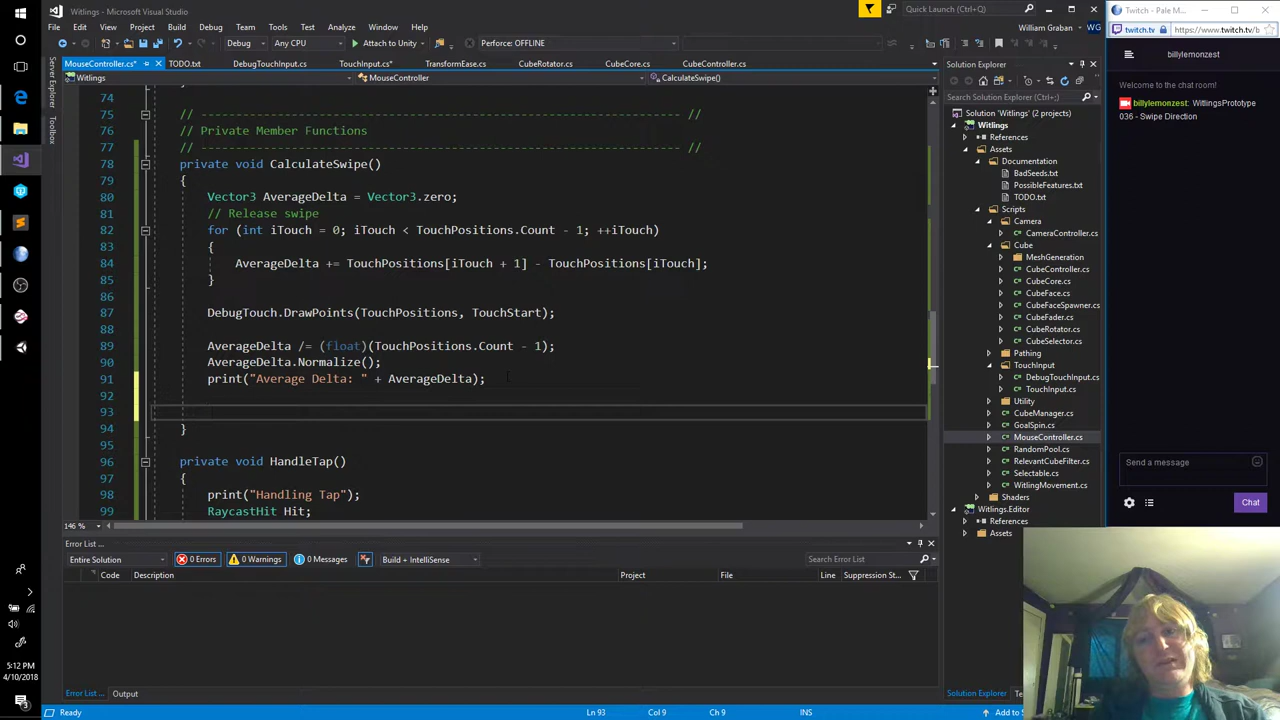 Witlings - Microsoft Visual Studio
Quick Launch (Ctrl+Q)
Twitch - Pale M...
File Edit View Project Build Debug Team Tools Test Analyze Window Help
William Graban WG
twitch.tv https://www.twitch.tv/b
Debug Any CPU Attach to Unity Perforce: OFFLINE
billylemonzest
MouseController.cs* TODO.txt DebugTouchInput.cs TouchInput.cs* TransformEase.cs CubeRotator.cs CubeCore.cs CubeController.cs
Solution Explorer
Witlings MouseController CalculateSwipe()
Server Explorer
Toolbox
Search Solution Explorer (Ctrl+;)
Welcome to the chat room!
billylemonzest: WitlingsPrototype
036 - Swipe Direction
74
75 // ---------------------------------------------------------------------- //
76 // Private Member Functions
77 // ---------------------------------------------------------------------- //
78 private void CalculateSwipe()
79 {
80 Vector3 AverageDelta = Vector3.zero;
81 // Release swipe
82 for (int iTouch = 0; iTouch < TouchPositions.Count - 1; ++iTouch)
83 {
84 AverageDelta += TouchPositions[iTouch + 1] - TouchPositions[iTouch];
85 }
86
87 DebugTouch.DrawPoints(TouchPositions, TouchStart);
88
89 AverageDelta /= (float)(TouchPositions.Count - 1);
90 AverageDelta.Normalize();
91 print("Average Delta: " + AverageDelta);
92
93
94 }
95
96 private void HandleTap()
97 {
98 print("Handling Tap");
99 RaycastHit Hit;
146 %
Solution 'Witlings' (2 projects)
Witlings
References
Assets
Documentation
BadSeeds.txt
PossibleFeatures.txt
TODO.txt
Scripts
Camera
CameraController.cs
Cube
MeshGeneration
CubeController.cs
CubeCore.cs
CubeFace.cs
CubeFaceSpawner.cs
CubeFader.cs
CubeRotator.cs
CubeSelector.cs
Pathing
TouchInput
DebugTouchInput.cs
TouchInput.cs
Utility
CubeManager.cs
GoalSpin.cs
MouseController.cs
RandomPool.cs
RelevantCubeFilter.cs
Selectable.cs
WitlingMovement.cs
Shaders
Witlings.Editor
References
Assets
Send a message
Chat
Error List ...
Entire Solution 0 Errors 0 Warnings 0 Messages Build + IntelliSense
Search Error List
Code Description Project File Line Suppression St...
Error List ... Output
Solution Explorer
Ready Ln 93 Col 9 Ch 9 INS Add to S
5:12 PM
4/10/2018
3